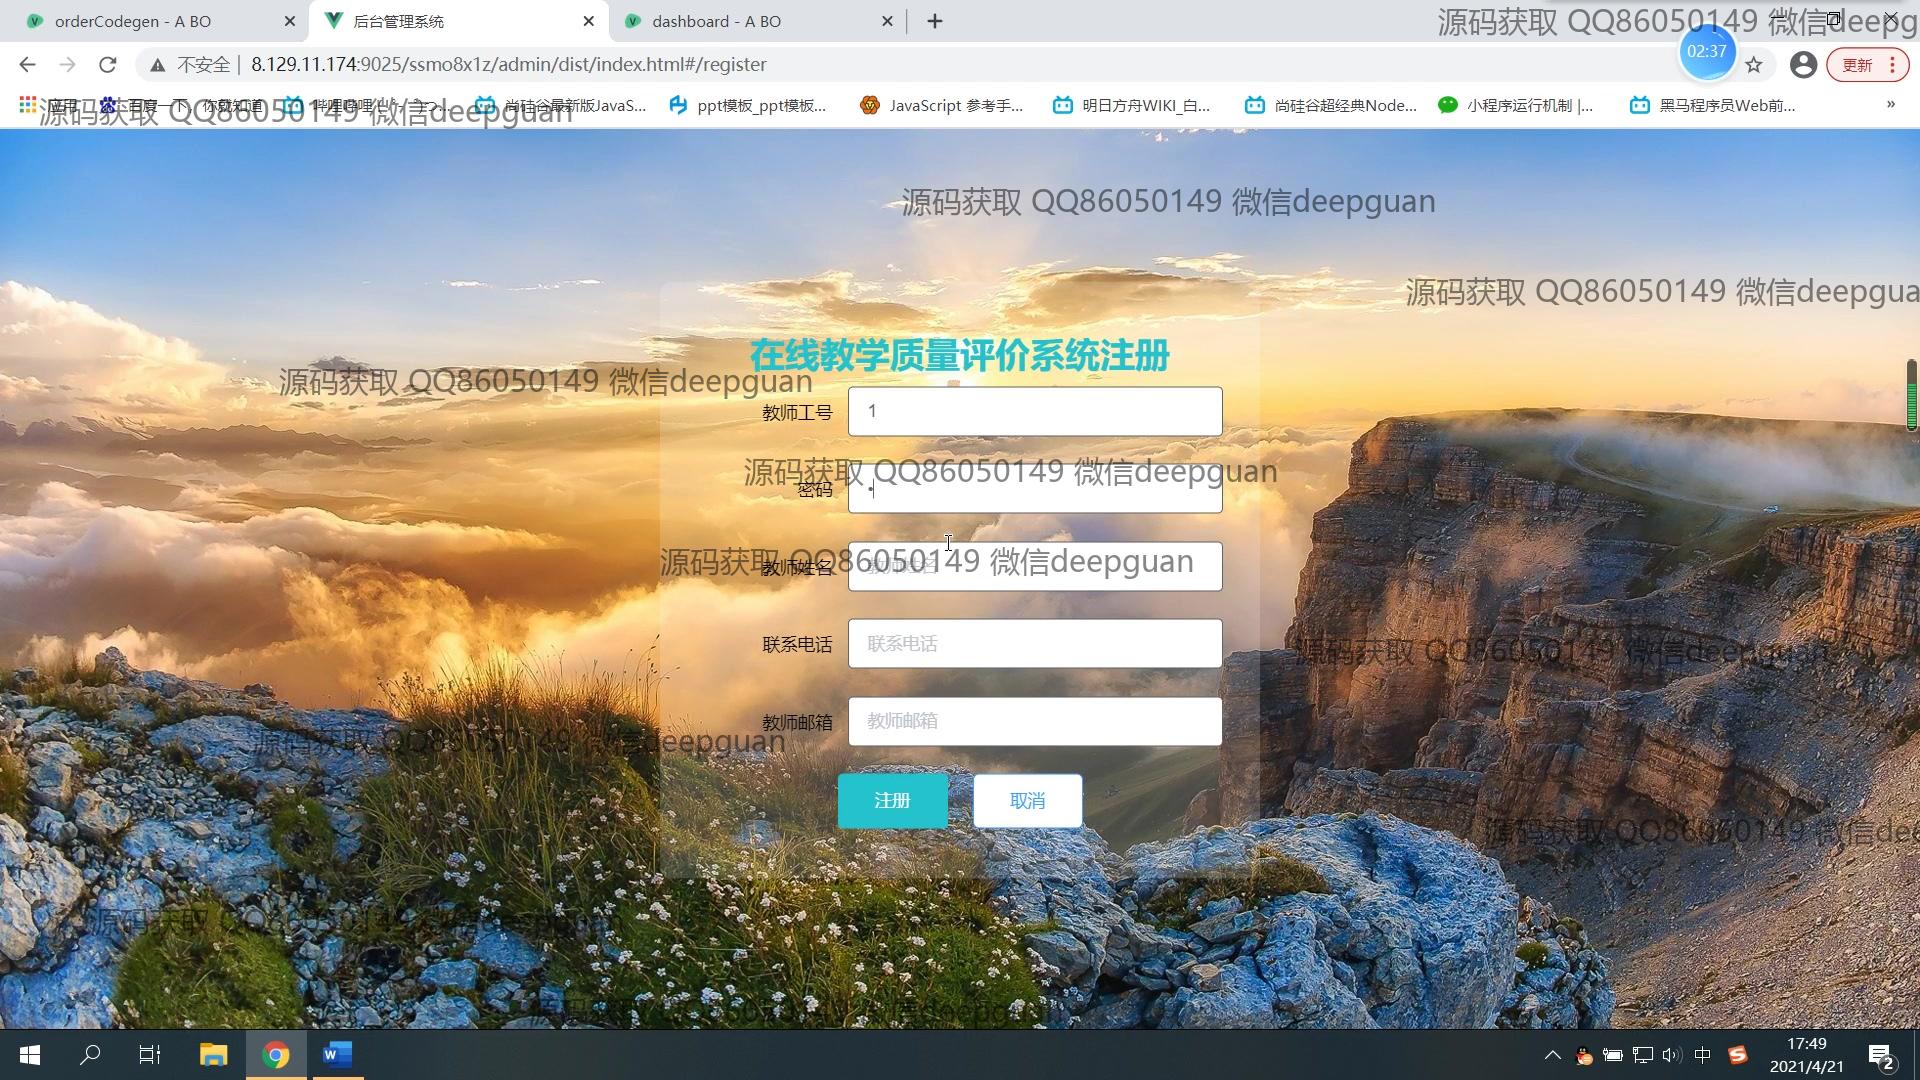 orderCodegen - A BO
后台管理系统
dashboard - A BO
源码获取 QQ86050149 微信deepg
02:37
不安全
8.129.11.174:9025/ssmo8x1z/admin/dist/index.html#/register
更新
应用
百度一下，你就知道
尚硅谷最新版JavaS...
ppt模板_ppt模板...
JavaScript 参考手...
明日方舟WIKI_白...
尚硅谷超经典Node...
小程序运行机制 |...
黑马程序员Web前...
»
源码获取 QQ86050149 微信deepguan
源码获取 QQ86050149 微信deepguan
源码获取 QQ86050149 微信deepgua
在线教学质量评价系统注册
源码获取 QQ86050149 微信deepguan
教师工号
1
源码获取 QQ86050149 微信deepguan
密码
源码获取 QQ86050149 微信deepguan
教师姓名
教师姓名
联系电话
联系电话
源码获取 QQ86050149 微信deepguan
教师邮箱
教师邮箱
源码获取 QQ86050149 微信deepguan
注册
取消
源码获取 QQ86050149 微信dee
源码获取 QQ86050149 微信deepguan
源码获取 QQ86050149 微信deepguan
W
中
17:49
2021/4/21
2